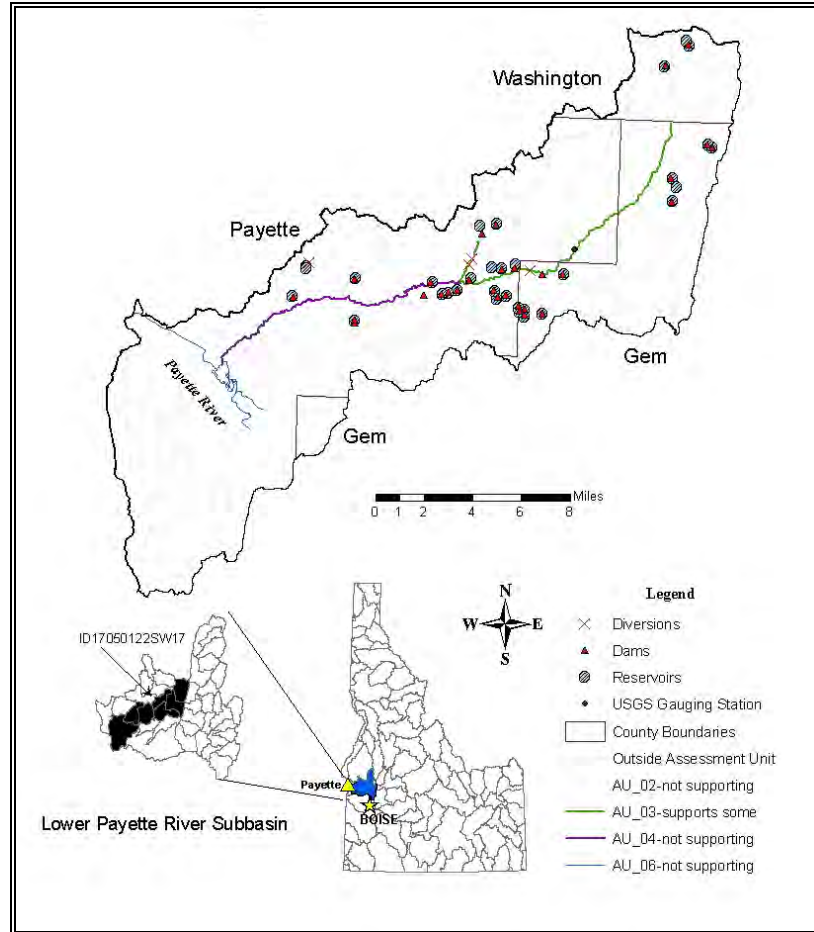 Washington
Payette
Payette River
Gem
Gem
Miles
0 1 2 4 6 8
ID17050122SW17
Lower Payette River Subbasin
Payette
BOISE
N
W E
S
Legend
Diversions
Dams
Reservoirs
USGS Gauging Station
County Boundaries
Outside Assessment Unit
AU_02-not supporting
AU_03-supports some
AU_04-not supporting
AU_06-not supporting